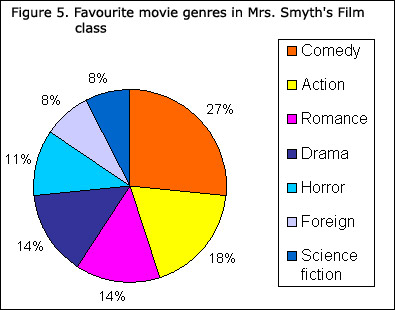 Figure 5. Favourite movie genres in Mrs. Smyth's Film
class
8%
8%
27%
11%
14%
14%
18%
Comedy
Action
Romance
Drama
Horror
Foreign
Science
fiction